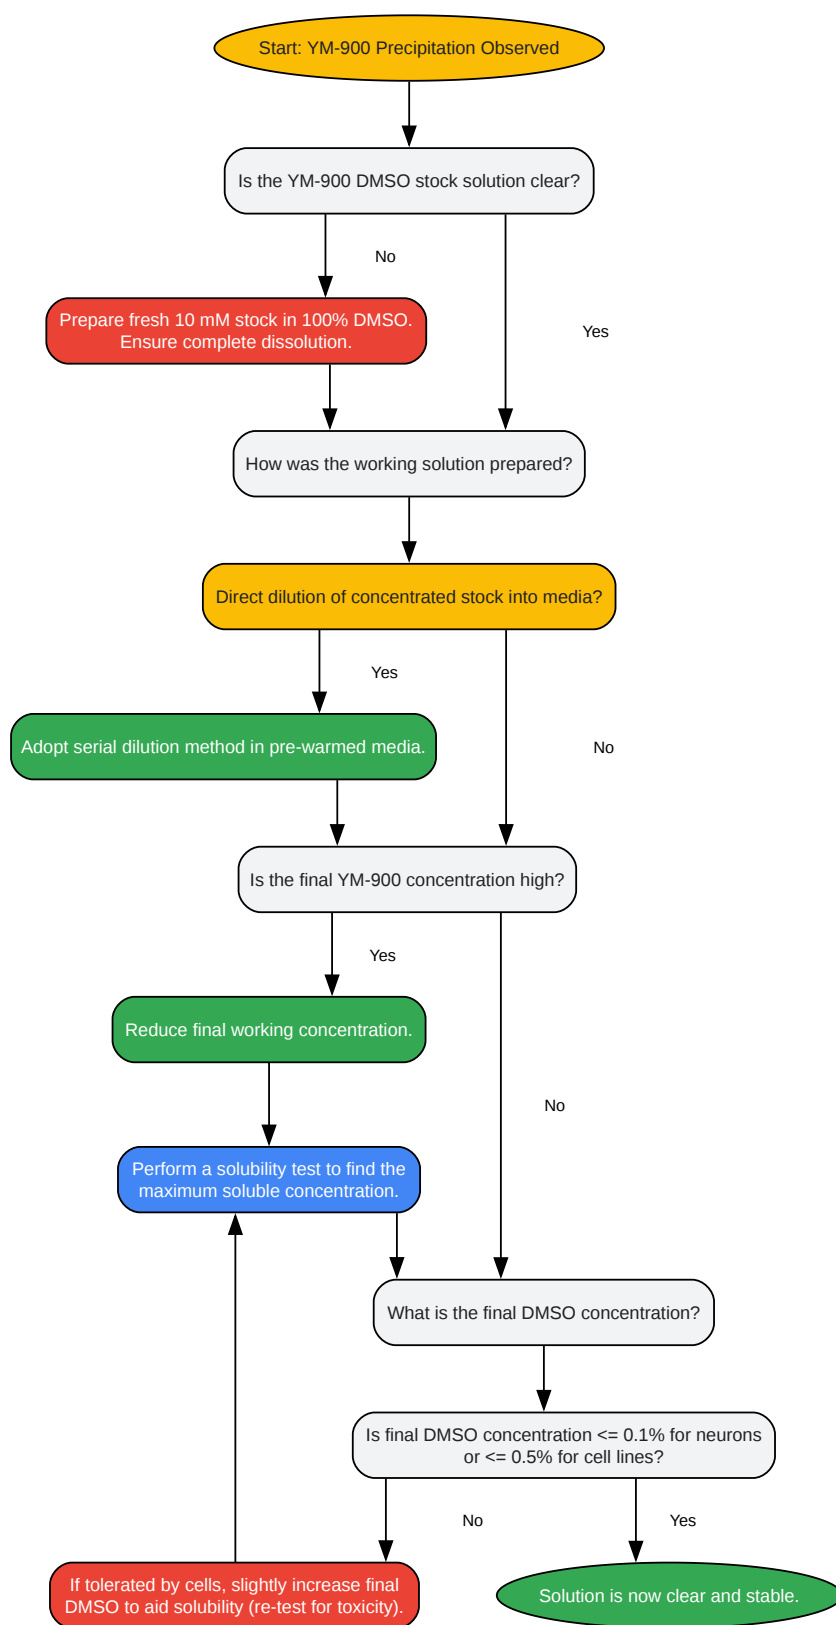 Start: YM-900 Precipitation Observed
Is the YM-900 DMSO stock solution clear?
No
Prepare fresh 10 mM stock in 100% DMSO.
Ensure complete dissolution.
Yes
How was the working solution prepared?
Direct dilution of concentrated stock into media?
Yes
Adopt serial dilution method in pre-warmed media.
No
Is the final YM-900 concentration high?
Yes
Reduce final working concentration.
No
Perform a solubility test to find the
maximum soluble concentration.
What is the final DMSO concentration?
Is final DMSO concentration <= 0.1% for neurons
or <= 0.5% for cell lines?
No
Yes
If tolerated by cells, slightly increase final
DMSO to aid solubility (re-test for toxicity).
Solution is now clear and stable.